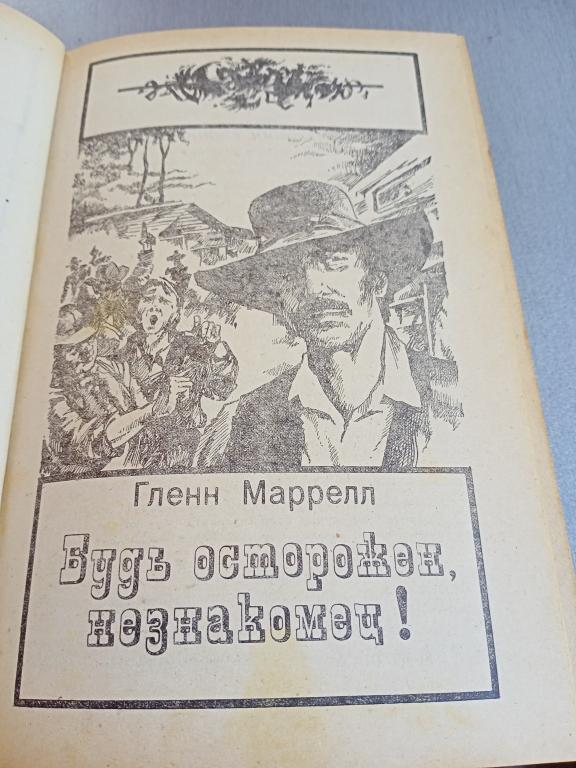 Гленн Маррелл
Будь осторожен,
незнакомец!